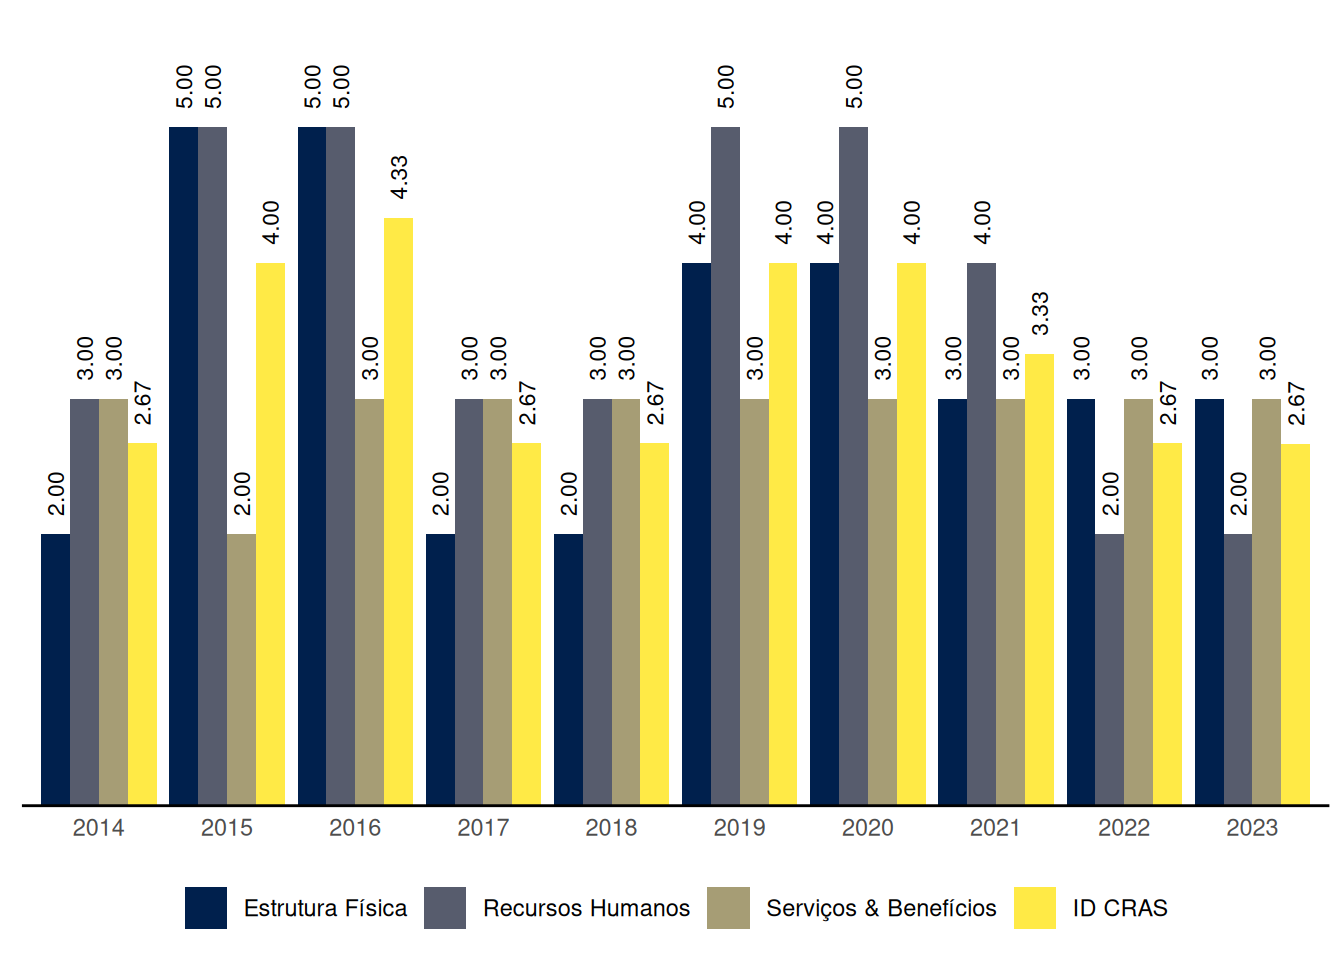 5.00 5.00 5.00 5.00 5.00 5.00
4.33
4.00 4.00 4.00 4.00 4.00 4.00
3.33
3.00 3.00 3.00 3.00 3.00 3.00 3.00 3.00 3.00 3.00 3.00 3.00 3.00 3.00 3.00
2.67 2.67 2.67 2.67 2.67
2.00 2.00 2.00 2.00 2.00 2.00
2014 2015 2016 2017 2018 2019 2020 2021 2022 2023
Estrutura Física Recursos Humanos Serviços & Benefícios ID CRAS